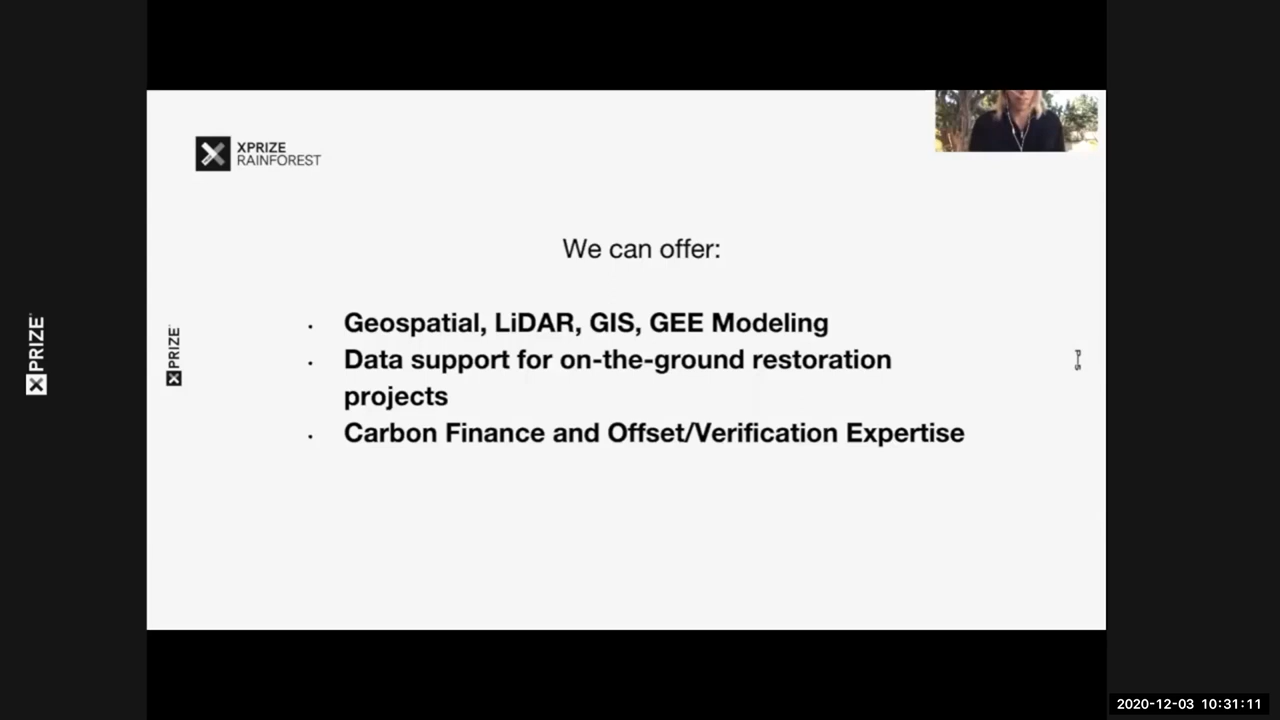 XPRIZE
RAINFOREST
We can offer:
· Geospatial, LiDAR, GIS, GEE Modeling
· Data support for on-the-ground restoration
projects
· Carbon Finance and Offset/Verification Expertise
XPRIZE
XPRIZE
2020-12-03 10:31:11